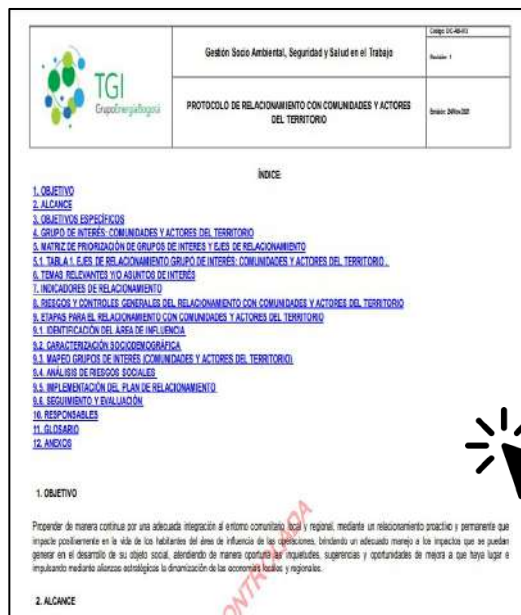 TGI
GrupoEnergíaBogotá
Gestión Socio Ambiental, Seguridad y Salud en el Trabajo
PROTOCOLO DE RELACIONAMIENTO CON COMUNIDADES Y ACTORES
DEL TERRITORIO
Revisión: 1
ÍNDICE:
1. OBJETIVO
2. ALCANCE
3. OBJETIVOS ESPECÍFICOS
4. GRUPO DE INTERÉS: COMUNIDADES Y ACTORES DEL TERRITORIO
5. MATRIZ DE PRIORIZACIÓN DE GRUPOS DE INTERES Y EJES DE RELACIONAMIENTO
5.1. TABLA 1. EJES DE RELACIONAMIENTO GRUPO DE INTERÉS: COMUNIDADES Y ACTORES DEL TERRITORIO.
6. TEMAS RELEVANTES Y/O ASUNTOS DE INTERÉS
7. INDICADORES DE RELACIONAMIENTO
8. RIESGOS Y CONTROLES GENERALES DEL RELACIONAMIENTO CON COMUNIDADES Y ACTORES DEL TERRITORIO
9. ETAPAS PARA EL RELACIONAMIENTO CON COMUNIDADES Y ACTORES DEL TERRITORIO
9.1. IDENTIFICACIÓN DEL ÁREA DE INFLUENCIA
9.2. CARACTERIZACIÓN SOCIODEMOGRÁFICA
9.3. MAPEO GRUPOS DE INTERÉS (COMUNIDADES Y ACTORES DEL TERRITORIO)
9.4. ANÁLISIS DE RIESGOS SOCIALES
9.5. IMPLEMENTACIÓN DEL PLAN DE RELACIONAMIENTO
9.6. SEGUIMIENTO Y EVALUACIÓN
10. RESPONSABLES
11. GLOSARIO
12. ANEXOS
1. OBJETIVO
Propender de manera continua por una adecuada integración al entorno comunitario, local y regional, mediante un relacionamiento proactivo y permanente que
impacte positivamente en la vida de los habitantes del área de influencia de las operaciones, brindando un adecuado manejo a los impactos que se puedan
generar en el desarrollo de su objeto social, atendiendo de manera oportuna las inquietudes, sugerencias y oportunidades de mejora a que haya lugar e
impulsando mediante alianzas estratégicas la dinamización de las economías locales y regionales.
2. ALCANCE